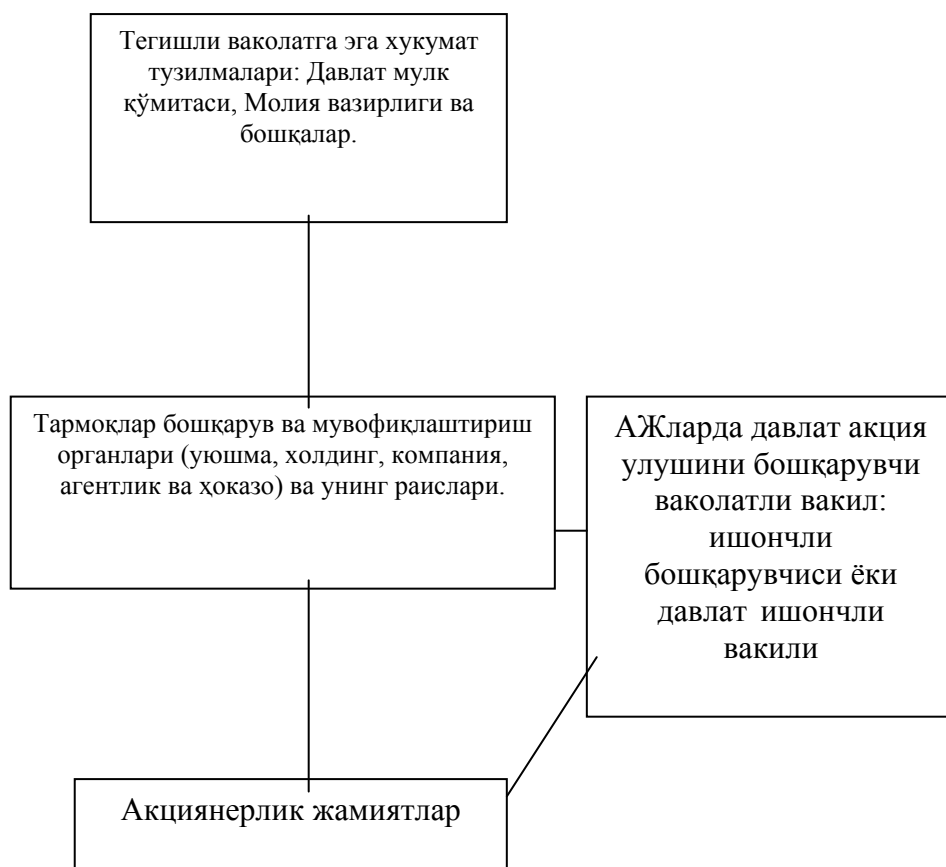 Тегишли ваколатга эга хукумат
тузилмалари: Давлат мулк
қўмитаси, Молия вазирлиги ва
бошқалар.
Тармоқлар бошқарув ва мувофиқлаштириш
органлари (уюшма, холдинг, компания,
агентлик ва ҳоказо) ва унинг раислари.
АЖларда давлат акция
улушини бошқарувчи
ваколатли вакил:
ишончли
бошқарувчиси ёки
давлат ишончли
вакили
Акциянерлик жамиятлар